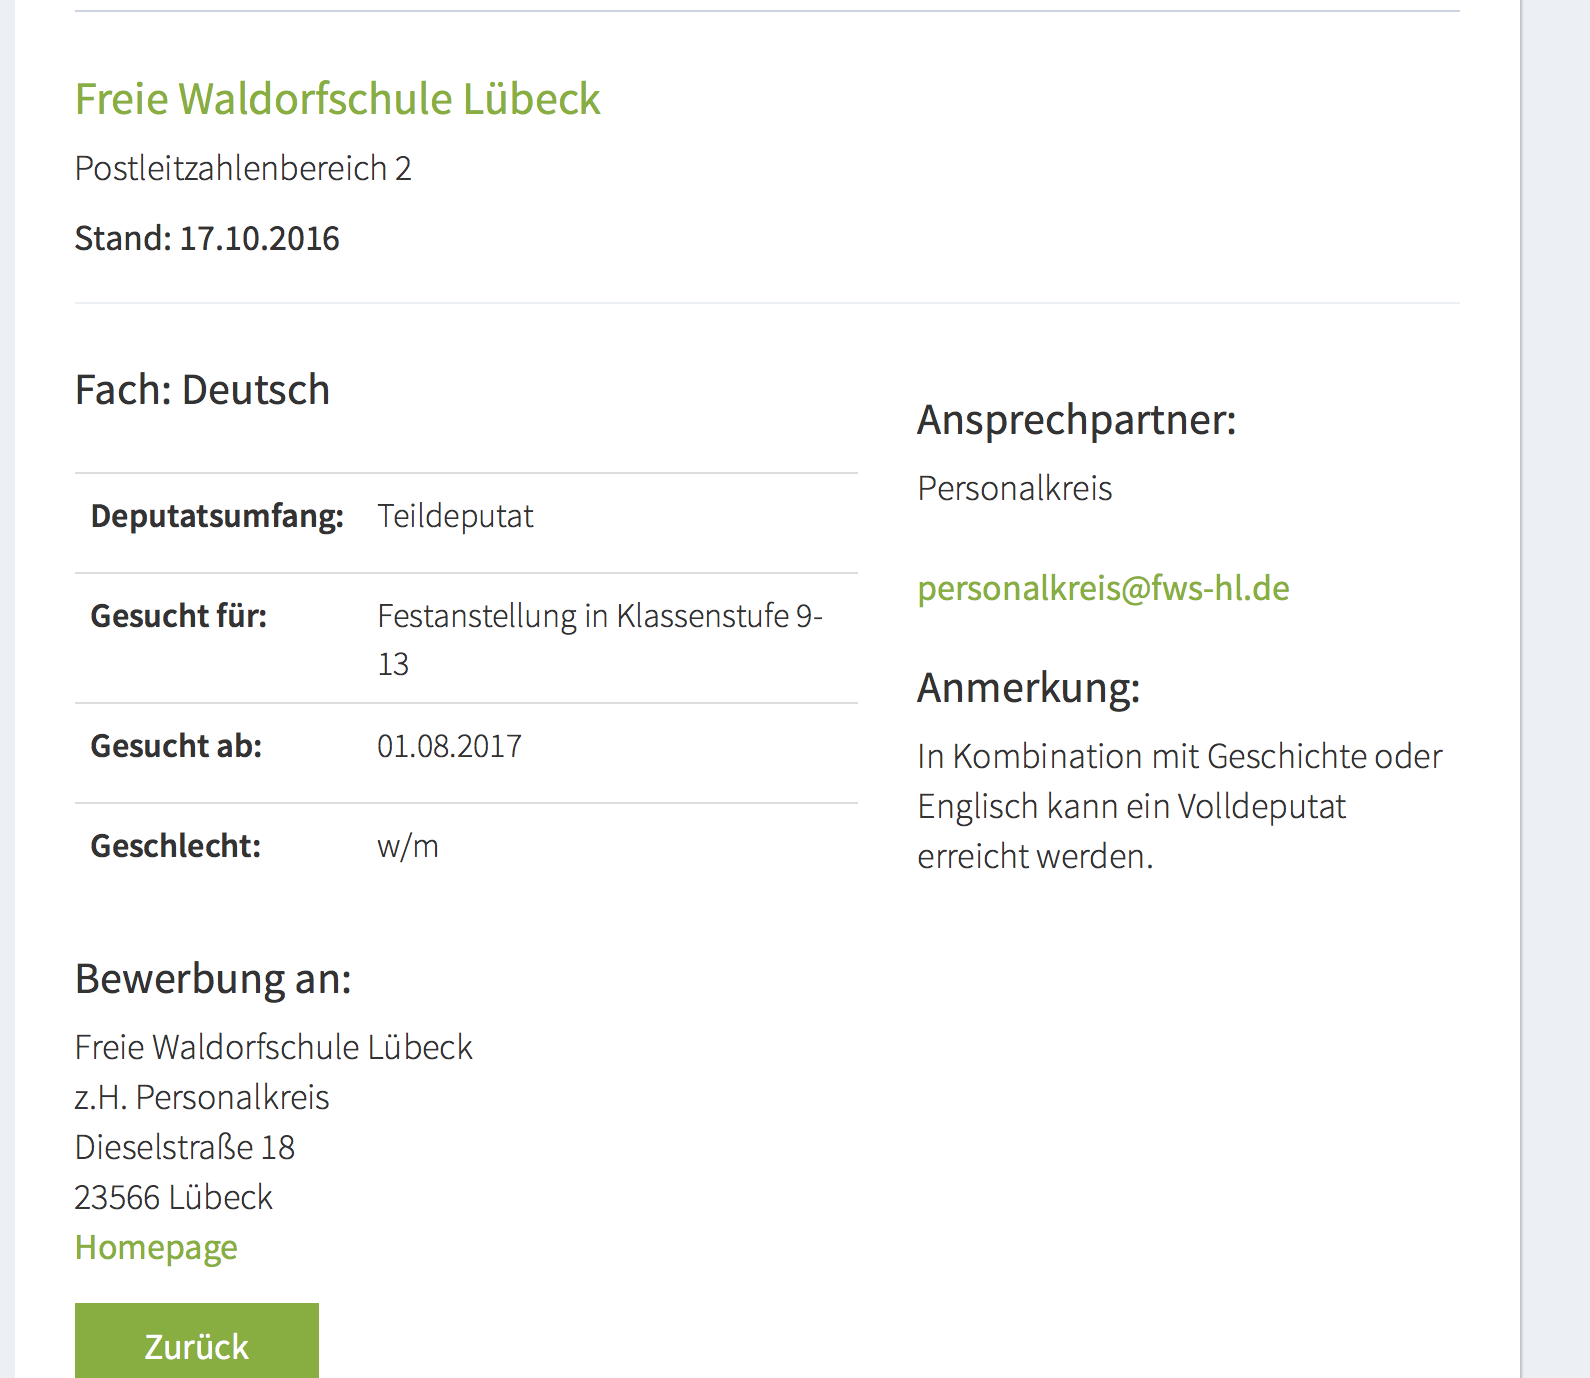 Freie Waldorfschule Lübeck
Postleitzahlenbereich 2
Stand: 17.10.2016
Fach: Deutsch
Deputatsumfang: Teildeputat
Gesucht für: Festanstellung in Klassenstufe 9-
13
Gesucht ab: 01.08.2017
Geschlecht: w/m
Ansprechpartner:
Personalkreis
personalkreis@fws-hl.de
Anmerkung:
In Kombination mit Geschichte oder
Englisch kann ein Volldeputat
erreicht werden.
Bewerbung an:
Freie Waldorfschule Lübeck
z.H. Personalkreis
Dieselstraße 18
23566 Lübeck
Homepage
Zurück